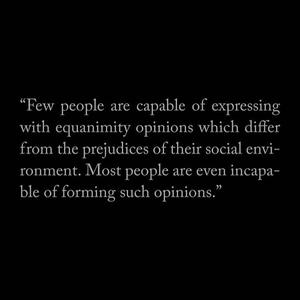 “Few people are capable of expressing
with equanimity opinions which differ
from the prejudices of their social envi-
ronment. Most people are even incapa-
ble of forming such opinions.”